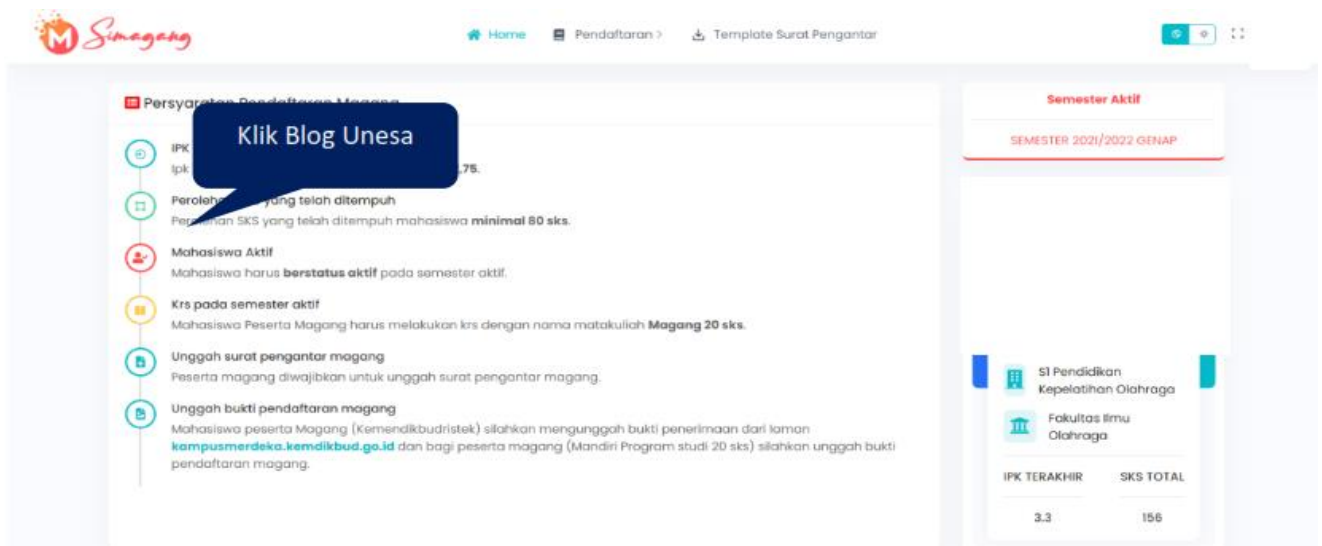 Simagang
Home
Pendaftaran >
Template Surat Pengantar
Persyaratan Pendaftaran Magang
Klik Blog Unesa
IPK
Ipk
,75.
Perolehan yang telah ditempuh
Perolehan SKS yang telah ditempuh mahasiswa minimal 80 sks.
Mahasiswa Aktif
Mahasiswa harus berstatus aktif pada semester aktif.
Krs pada semester aktif
Mahasiswa Peserta Magang harus melakukan krs dengan nama matakuliah Magang 20 sks.
Unggah surat pengantar magang
Peserta magang diwajibkan untuk unggah surat pengantar magang.
Unggah bukti pendaftaran magang
Mahasiswa peserta Magang (Kemendikbudristek) silahkan mengunggah bukti penerimaan dari laman
kampusmerdeka.kemdikbud.go.id dan bagi peserta magang (Mandiri Program studi 20 sks) silahkan unggah bukti
pendaftaran magang.
Semester Aktif
SEMESTER 2021/2022 GENAP
S1 Pendidikan
Kepelatihan Olahraga
Fakultas Ilmu
Olahraga
IPK TERAKHIR SKS TOTAL
3.3 156